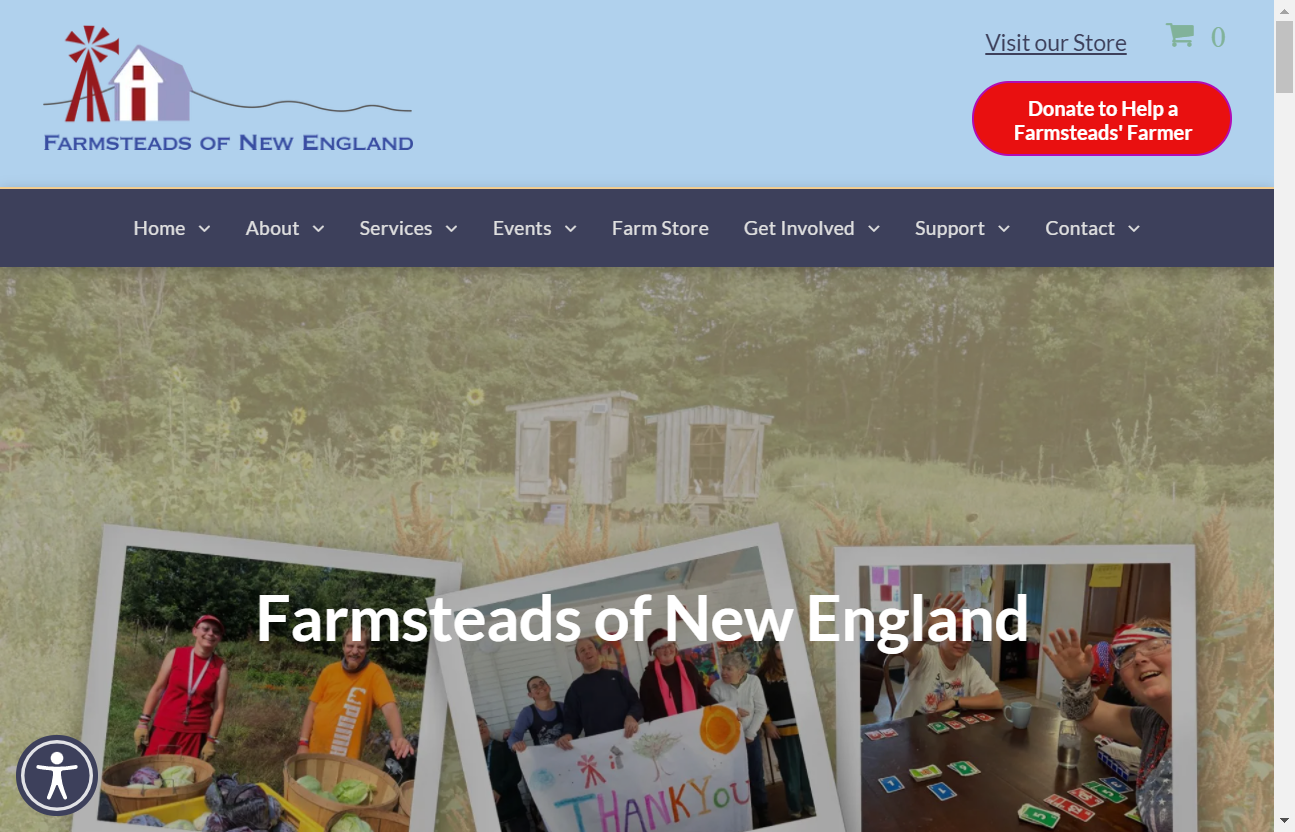 Visit our Store
0
FARMSTEADS OF NEW ENGLAND
Donate to Help a
Farmsteads' Farmer
Home
About
Services
Events
Farm Store
Get Involved
Support
Contact
Farmsteads of New England
THANK YOU